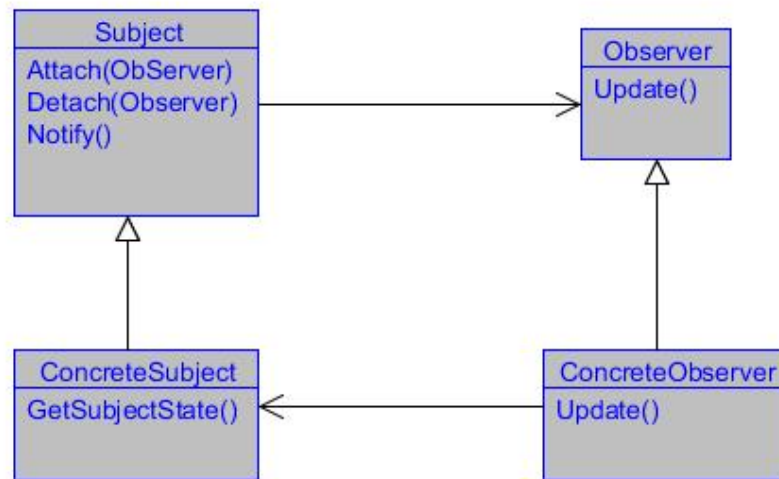 Subject
Attach(ObServer)
Detach(Observer)
Notify()
Observer
Update()
ConcreteSubject
GetSubjectState()
ConcreteObserver
Update()